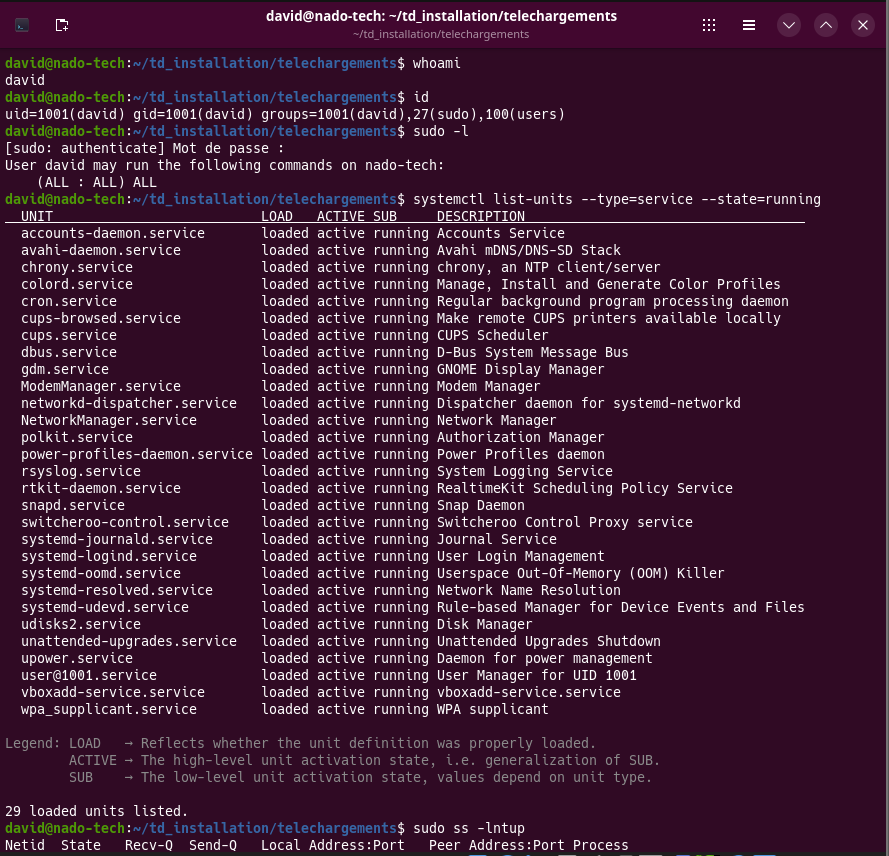 david@nado-tech: ~/td_installation/telechargements
~/td_installation/telechargements
david@nado-tech:~/td_installation/telechargements$ whoami
david
david@nado-tech:~/td_installation/telechargements$ id
uid=1001(david) gid=1001(david) groups=1001(david),27(sudo),100(users)
david@nado-tech:~/td_installation/telechargements$ sudo -l
[sudo: authenticate] Mot de passe :
User david may run the following commands on nado-tech:
    (ALL : ALL) ALL
david@nado-tech:~/td_installation/telechargements$ systemctl list-units --type=service --state=running
  UNIT                          LOAD   ACTIVE SUB     DESCRIPTION
  accounts-daemon.service       loaded active running Accounts Service
  avahi-daemon.service          loaded active running Avahi mDNS/DNS-SD Stack
  chrony.service                loaded active running chrony, an NTP client/server
  colord.service                loaded active running Manage, Install and Generate Color Profiles
  cron.service                  loaded active running Regular background program processing daemon
  cups-browsed.service          loaded active running Make remote CUPS printers available locally
  cups.service                  loaded active running CUPS Scheduler
  dbus.service                  loaded active running D-Bus System Message Bus
  gdm.service                   loaded active running GNOME Display Manager
  ModemManager.service          loaded active running Modem Manager
  networkd-dispatcher.service   loaded active running Dispatcher daemon for systemd-networkd
  NetworkManager.service        loaded active running Network Manager
  polkit.service                loaded active running Authorization Manager
  power-profiles-daemon.service loaded active running Power Profiles daemon
  rsyslog.service               loaded active running System Logging Service
  rtkit-daemon.service          loaded active running RealtimeKit Scheduling Policy Service
  snapd.service                 loaded active running Snap Daemon
  switcheroo-control.service    loaded active running Switcheroo Control Proxy service
  systemd-journald.service      loaded active running Journal Service
  systemd-logind.service        loaded active running User Login Management
  systemd-oomd.service          loaded active running Userspace Out-Of-Memory (OOM) Killer
  systemd-resolved.service      loaded active running Network Name Resolution
  systemd-udevd.service         loaded active running Rule-based Manager for Device Events and Files
  udisks2.service               loaded active running Disk Manager
  unattended-upgrades.service   loaded active running Unattended Upgrades Shutdown
  upower.service                loaded active running Daemon for power management
  user@1001.service             loaded active running User Manager for UID 1001
  vboxadd-service.service       loaded active running vboxadd-service.service
  wpa_supplicant.service        loaded active running WPA supplicant
Legend: LOAD   → Reflects whether the unit definition was properly loaded.
        ACTIVE → The high-level unit activation state, i.e. generalization of SUB.
        SUB    → The low-level unit activation state, values depend on unit type.
29 loaded units listed.
david@nado-tech:~/td_installation/telechargements$ sudo ss -lntup
Netid  State   Recv-Q  Send-Q   Local Address:Port   Peer Address:Port Process